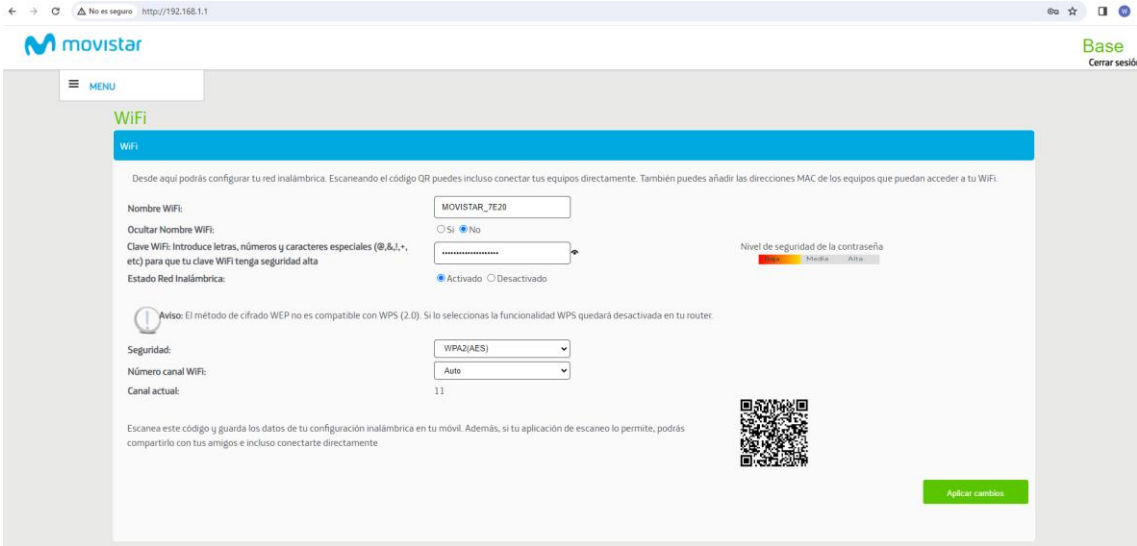 No es seguro http://192.168.1.1
movistar
Base
Cerrar sesión
MENU
WiFi
WiFi
Desde aquí podrás configurar tu red inalámbrica. Escaneando el código QR puedes incluso conectar tus equipos directamente. También puedes añadir las direcciones MAC de los equipos que puedan acceder a tu WiFi.
Nombre WiFi: MOVISTAR_7E20
Ocultar Nombre WiFi: Si No
Clave WiFi: Introduce letras, números y caracteres especiales (@,&,!,+,
etc) para que tu clave WiFi tenga seguridad alta
Nivel de seguridad de la contraseña
Baja Media Alta
Estado Red Inalámbrica: Activado Desactivado
Aviso: El método de cifrado WEP no es compatible con WPS (2.0). Si lo seleccionas la funcionalidad WPS quedará desactivada en tu router.
Seguridad: WPA2(AES)
Número canal WiFi: Auto
Canal actual: 11
Escanea este código y guarda los datos de tu configuración inalámbrica en tu móvil. Además, si tu aplicación de escaneo lo permite, podrás
compartirlo con tus amigos e incluso conectarte directamente
Aplicar cambios